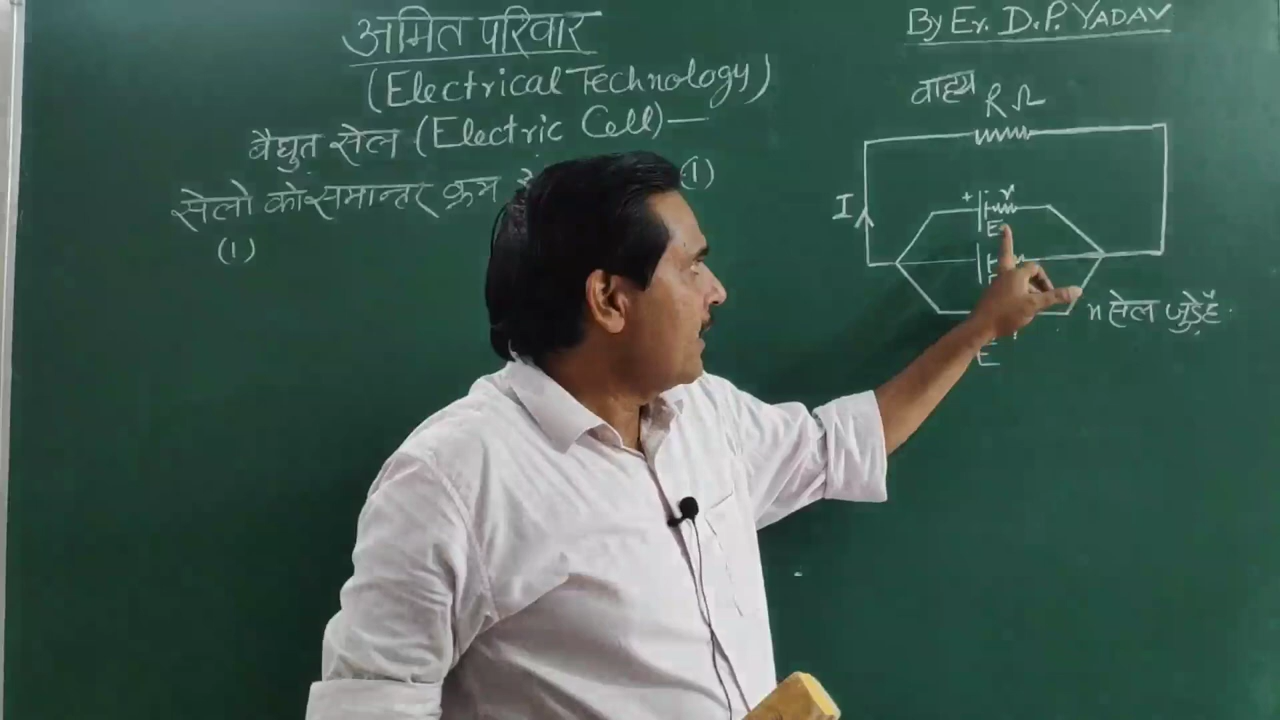 अमित परिवार
(Electrical Technology)
बैद्युत सेल (Electric Cell)—
सेलो को समान्तर क्रम
(1)
(1)
By Er. D.P. YADAV
वाह्य
R Ω
I
+
r
E
n सेल जुड़े हैं.
E